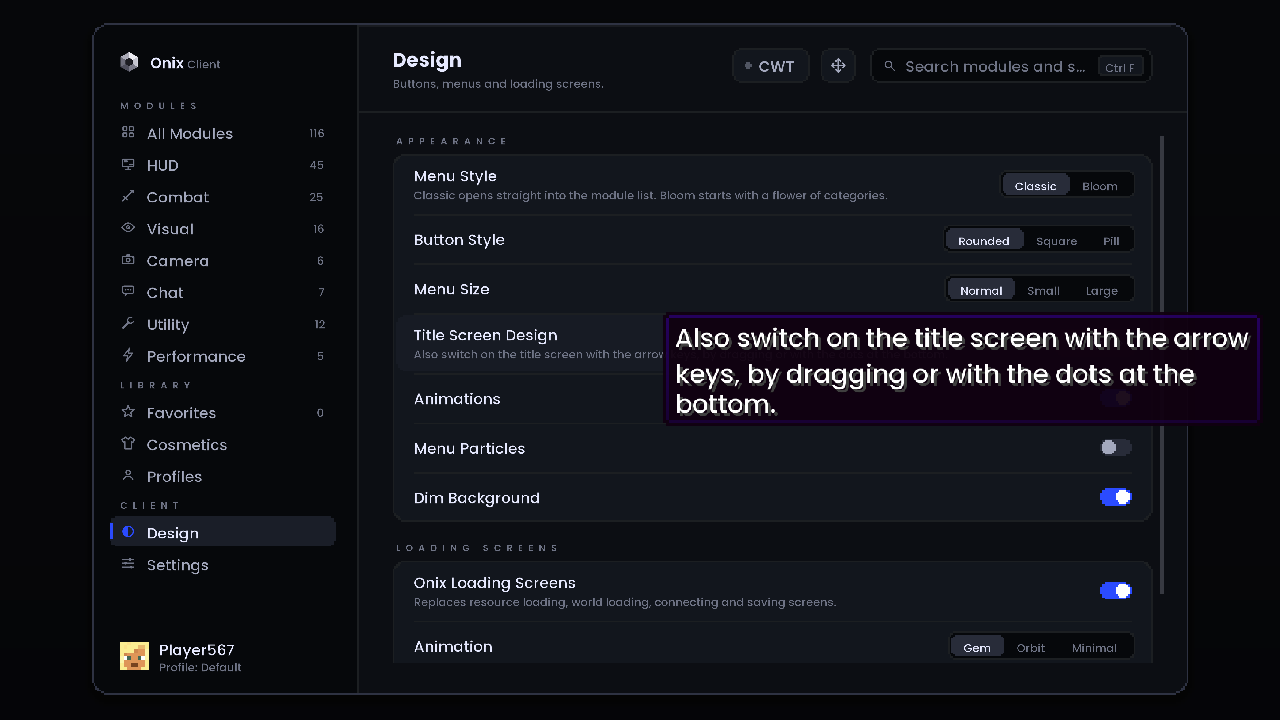 Onix Client
MODULES
All Modules 116
HUD 45
Combat 25
Visual 16
Camera 6
Chat 7
Utility 12
Performance 5
LIBRARY
Favorites 0
Cosmetics
Profiles
CLIENT
Design
Settings
Player567
Profile: Default
Design
Buttons, menus and loading screens.
CWT
Search modules and s... Ctrl F
APPEARANCE
Menu Style
Classic opens straight into the module list. Bloom starts with a flower of categories.
Classic Bloom
Button Style
Rounded Square Pill
Menu Size
Normal Small Large
Title Screen Design
Also switch on the title screen with the arrow
Also switch on the title screen with the arrow
keys, by dragging or with the dots at the
bottom.
Animations
Menu Particles
Dim Background
LOADING SCREENS
Onix Loading Screens
Replaces resource loading, world loading, connecting and saving screens.
Animation
Gem Orbit Minimal